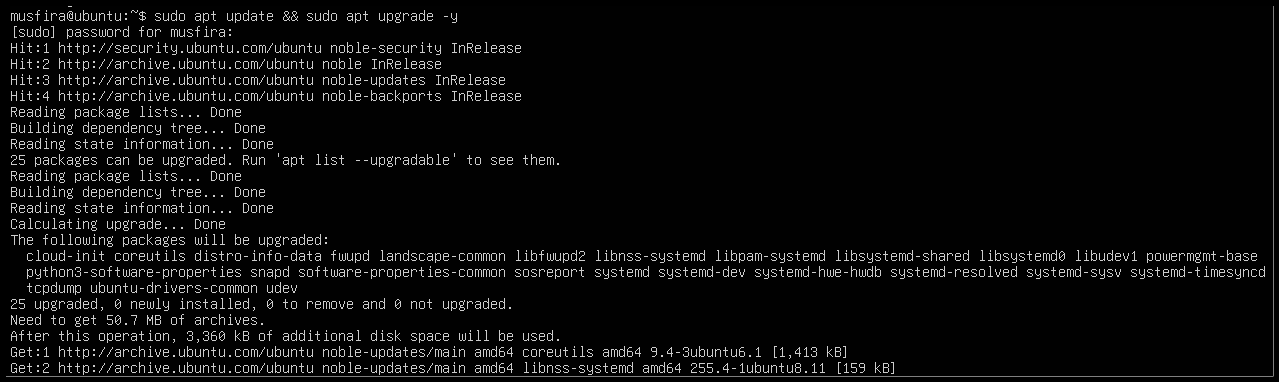 musfira@ubuntu:~$ sudo apt update && sudo apt upgrade -y
[sudo] password for musfira:
Hit:1 http://security.ubuntu.com/ubuntu noble-security InRelease
Hit:2 http://archive.ubuntu.com/ubuntu noble InRelease
Hit:3 http://archive.ubuntu.com/ubuntu noble-updates InRelease
Hit:4 http://archive.ubuntu.com/ubuntu noble-backports InRelease
Reading package lists... Done
Building dependency tree... Done
Reading state information... Done
25 packages can be upgraded. Run 'apt list --upgradable' to see them.
Reading package lists... Done
Building dependency tree... Done
Reading state information... Done
Calculating upgrade... Done
The following packages will be upgraded:
  cloud-init coreutils distro-info-data fwupd landscape-common libfwupd2 libnss-systemd libpam-systemd libsystemd-shared libsystemd0 libudev1 powermgmt-base
  python3-software-properties snapd software-properties-common sosreport systemd systemd-dev systemd-hwe-hwdb systemd-resolved systemd-sysv systemd-timesyncd
  tcpdump ubuntu-drivers-common udev
25 upgraded, 0 newly installed, 0 to remove and 0 not upgraded.
Need to get 50.7 MB of archives.
After this operation, 3,360 kB of additional disk space will be used.
Get:1 http://archive.ubuntu.com/ubuntu noble-updates/main amd64 coreutils amd64 9.4-3ubuntu6.1 [1,413 kB]
Get:2 http://archive.ubuntu.com/ubuntu noble-updates/main amd64 libnss-systemd amd64 255.4-1ubuntu8.11 [159 kB]